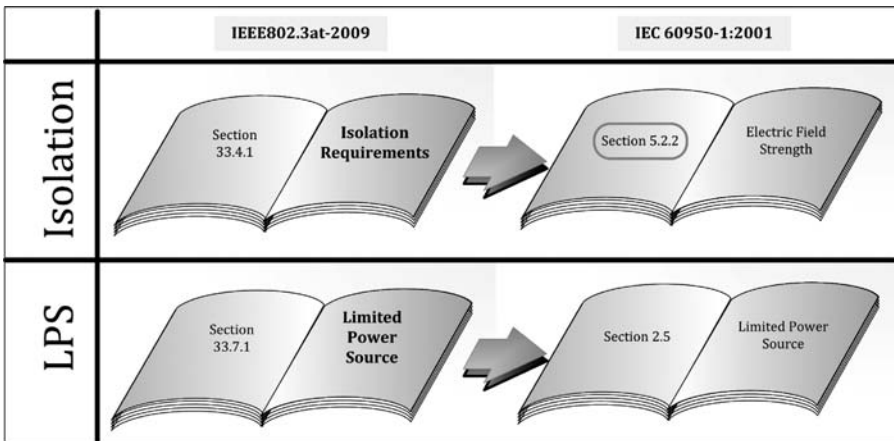 IEEE802.3at-2009
IEC 60950-1:2001
Isolation
Section
33.4.1
Isolation
Requirements
Section 5.2.2
Electric Field
Strength
LPS
Section
33.7.1
Limited
Power
Source
Section 2.5
Limited Power
Source